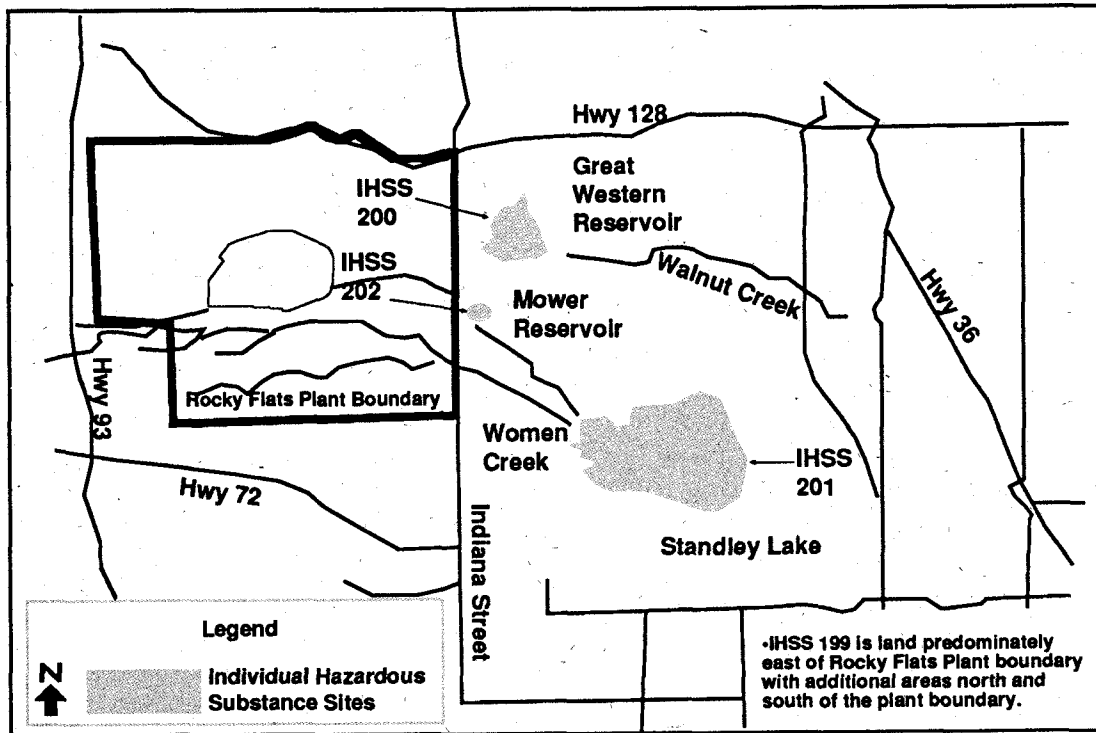 Hwy 128
IHSS
200
Great
Western
Reservoir
IHSS
202
Walnut Creek
Mower
Reservoir
Hwy 36
Hwy 93
Rocky Flats Plant Boundary
Women
Creek
IHSS
201
Hwy 72
Indiana Street
Standley Lake
Legend
N
Individual Hazardous
Substance Sites
•IHSS 199 is land predominately
east of Rocky Flats Plant boundary
with additional areas north and
south of the plant boundary.